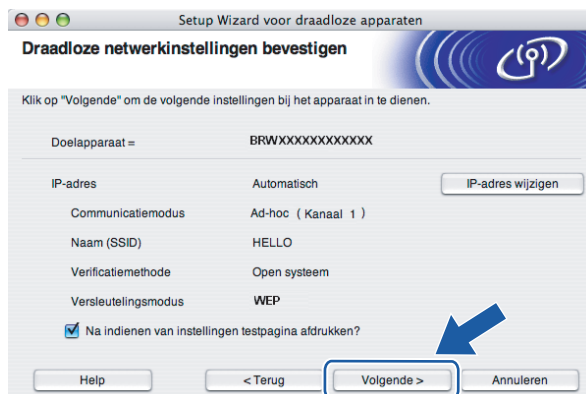 Setup Wizard voor draadloze apparaten
Draadloze netwerkinstellingen bevestigen
Klik op "Volgende" om de volgende instellingen bij het apparaat in te dienen.
Doelapparaat = BRWXXXXXXXXXXXX
IP-adres Automatisch IP-adres wijzigen
Communicatiemodus Ad-hoc ( Kanaal 1 )
Naam (SSID) HELLO
Verificatiemethode Open systeem
Versleutelingsmodus WEP
Na indienen van instellingen testpagina afdrukken?
Help < Terug Volgende > Annuleren